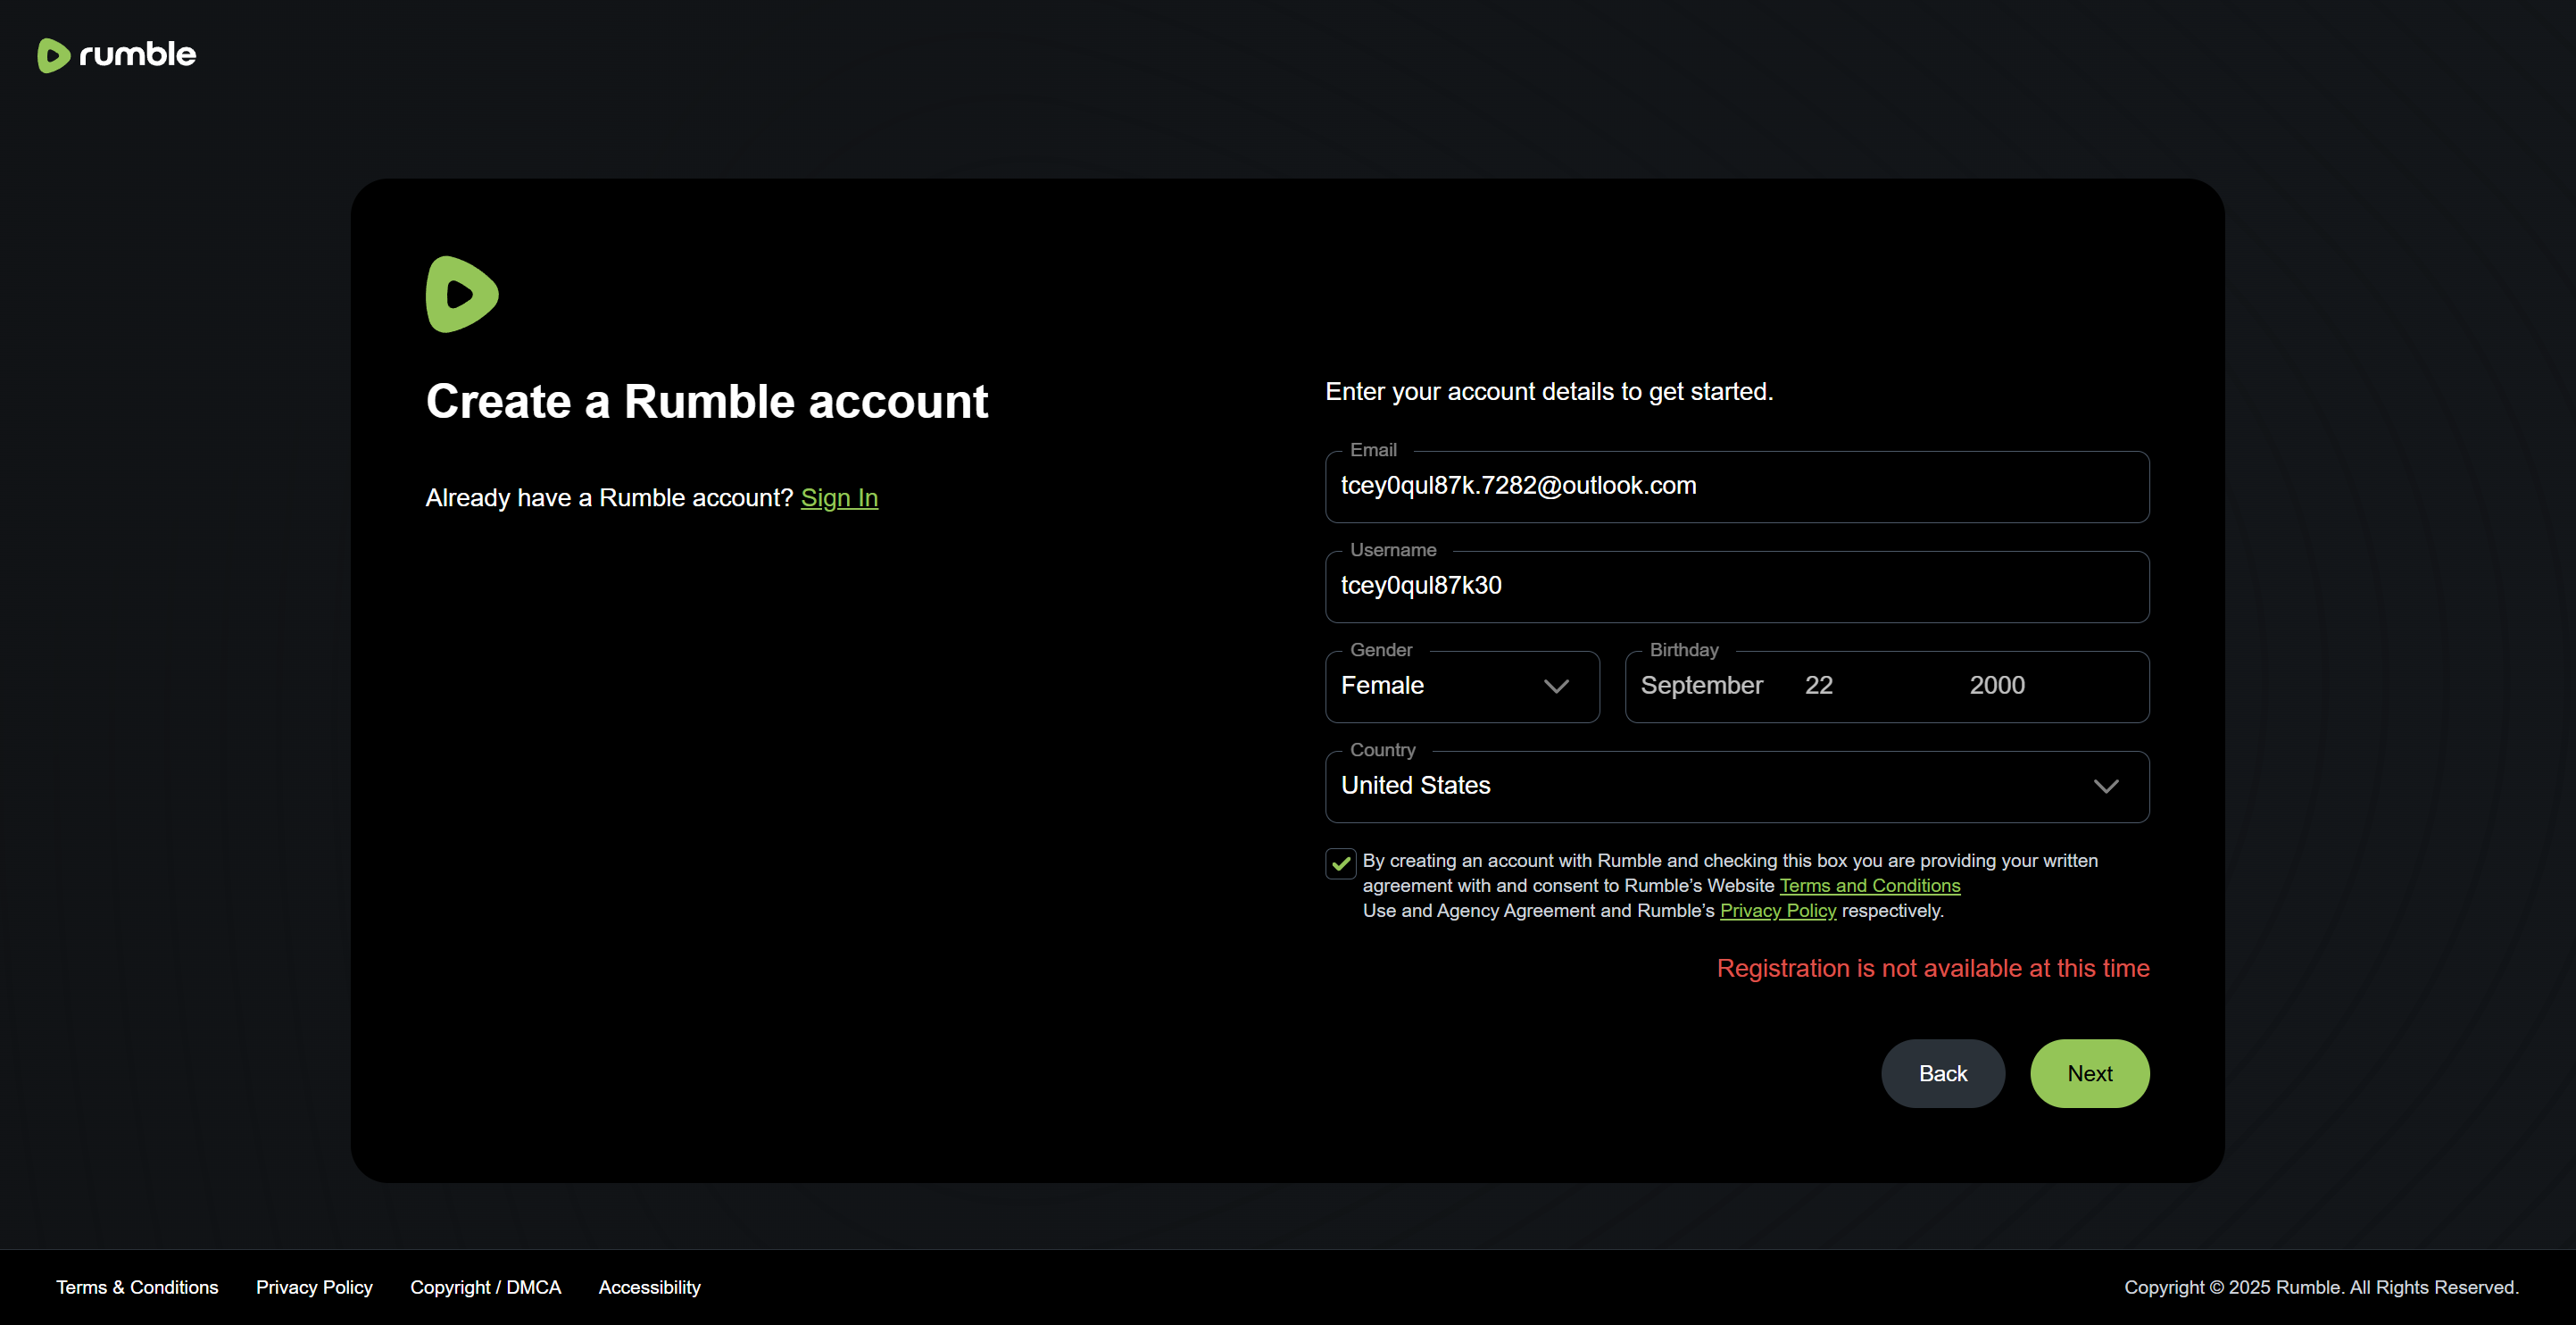 rumble
Create a Rumble account
Already have a Rumble account? Sign In
Enter your account details to get started.
Email
tcey0qul87k.7282@outlook.com
Username
tcey0qul87k30
Gender
Female
Birthday
September 22 2000
Country
United States
By creating an account with Rumble and checking this box you are providing your written
agreement with and consent to Rumble’s Website Terms and Conditions
Use and Agency Agreement and Rumble’s Privacy Policy respectively.
Registration is not available at this time
Back Next
Terms & Conditions Privacy Policy Copyright / DMCA Accessibility Copyright © 2025 Rumble. All Rights Reserved.